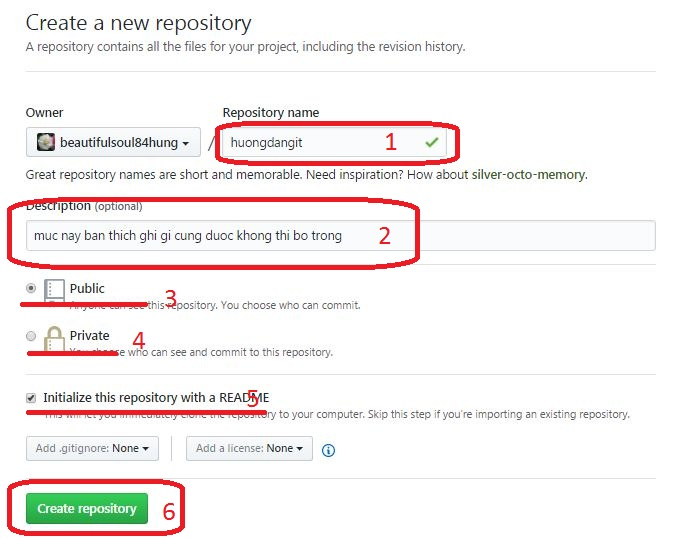 Create a new repository
A repository contains all the files for your project, including the revision history.
Owner
Repository name
beautifulsoul84hung / huongdangit 1
Great repository names are short and memorable. Need inspiration? How about silver-octo-memory.
Description (optional)
muc nay ban thich ghi gi cung duoc khong thi bo trong 2
Public 3
Anyone can see this repository. You choose who can commit.
Private 4
You choose who can see and commit to this repository.
Initialize this repository with a README 5
This will let you immediately clone the repository to your computer. Skip this step if you're importing an existing repository.
Add .gitignore: None
Add a license: None
Create repository 6